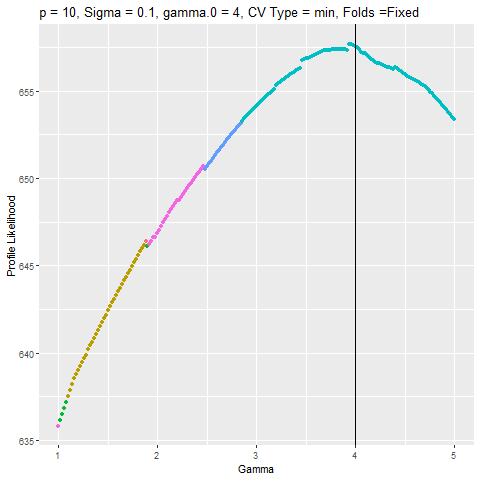 p = 10, Sigma = 0.1, gamma.0 = 4, CV Type = min, Folds =Fixed
Profile Likelihood
655
650
645
640
635
1 2 3 4 5
Gamma